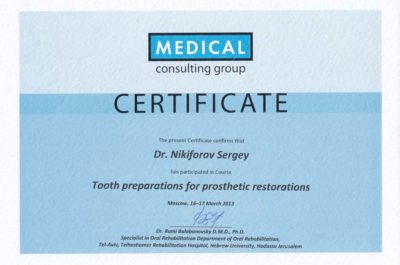 MEDICAL
consulting group
CERTIFICATE
The present Certificate confirms that
Dr. Nikiforov Sergey
has participated in Course
Tooth preparations for prosthetic restorations
Moscow, 16-17 March 2013
Dr. Rami Balabanovsky D.M.D., Ph.D.
Specialist in Oral Rehabilitation Department of Oral Rehabilitation,
Tel-Aviv, Telhashomer Rehabilitation Hospital, Hebrew University, Hadassa Jerusalem